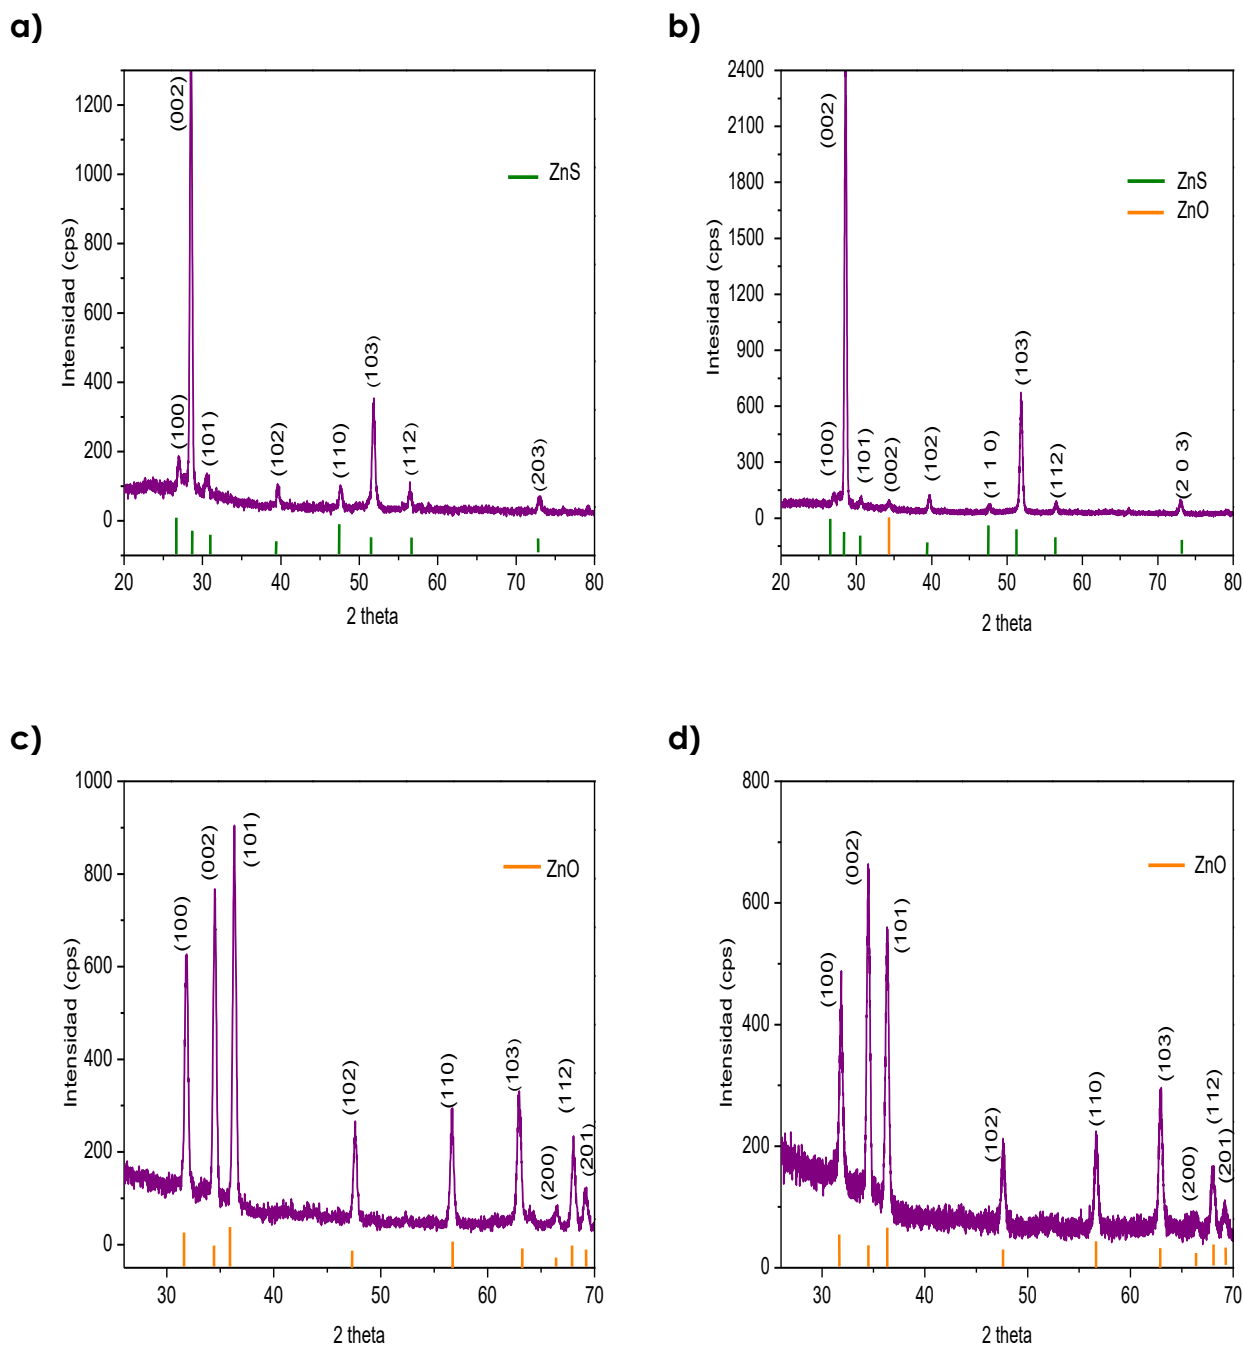 a)
(002)
(100)
(101)
(102)
(110)
(103)
(112)
(203)
ZnS
Intensidad (cps)
1200
1000
800
600
400
200
0
20 30 40 50 60 70 80
2 theta
b)
(002)
(100)
(101)
(002)
(102)
(1 1 0)
(103)
(112)
(2 0 3)
ZnS
ZnO
Intesidad (cps)
2400
2100
1800
1500
1200
900
600
300
0
20 30 40 50 60 70 80
2 theta
c)
(100)
(002)
(101)
(102)
(110)
(103)
(200)
(112)
(201)
ZnO
Intensidad (cps)
1000
800
600
400
200
0
30 40 50 60 70
2 theta
d)
(100)
(002)
(101)
(102)
(110)
(103)
(200)
(112)
(201)
ZnO
Intensidad (cps)
800
600
400
200
0
30 40 50 60 70
2 theta